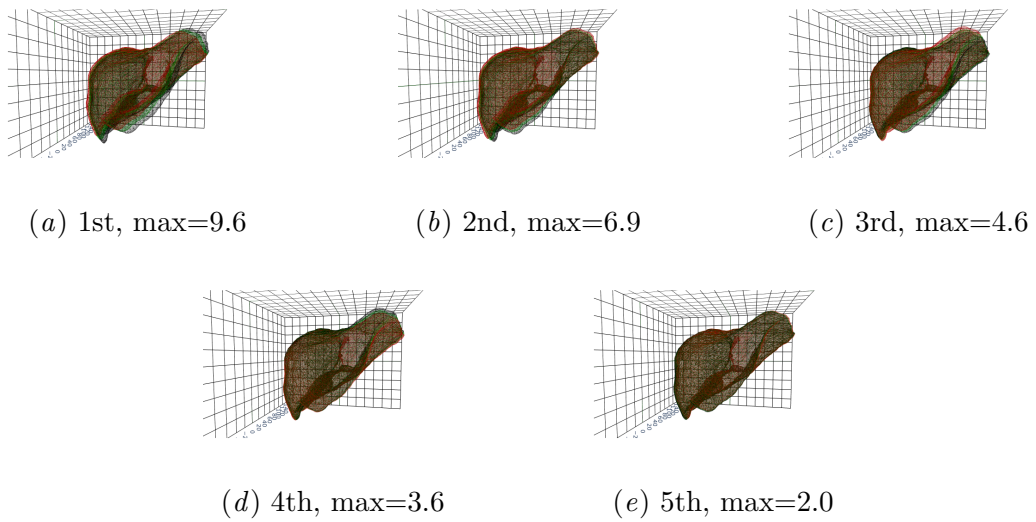 (a) 1st, max=9.6
(b) 2nd, max=6.9
(c) 3rd, max=4.6
(d) 4th, max=3.6
(e) 5th, max=2.0